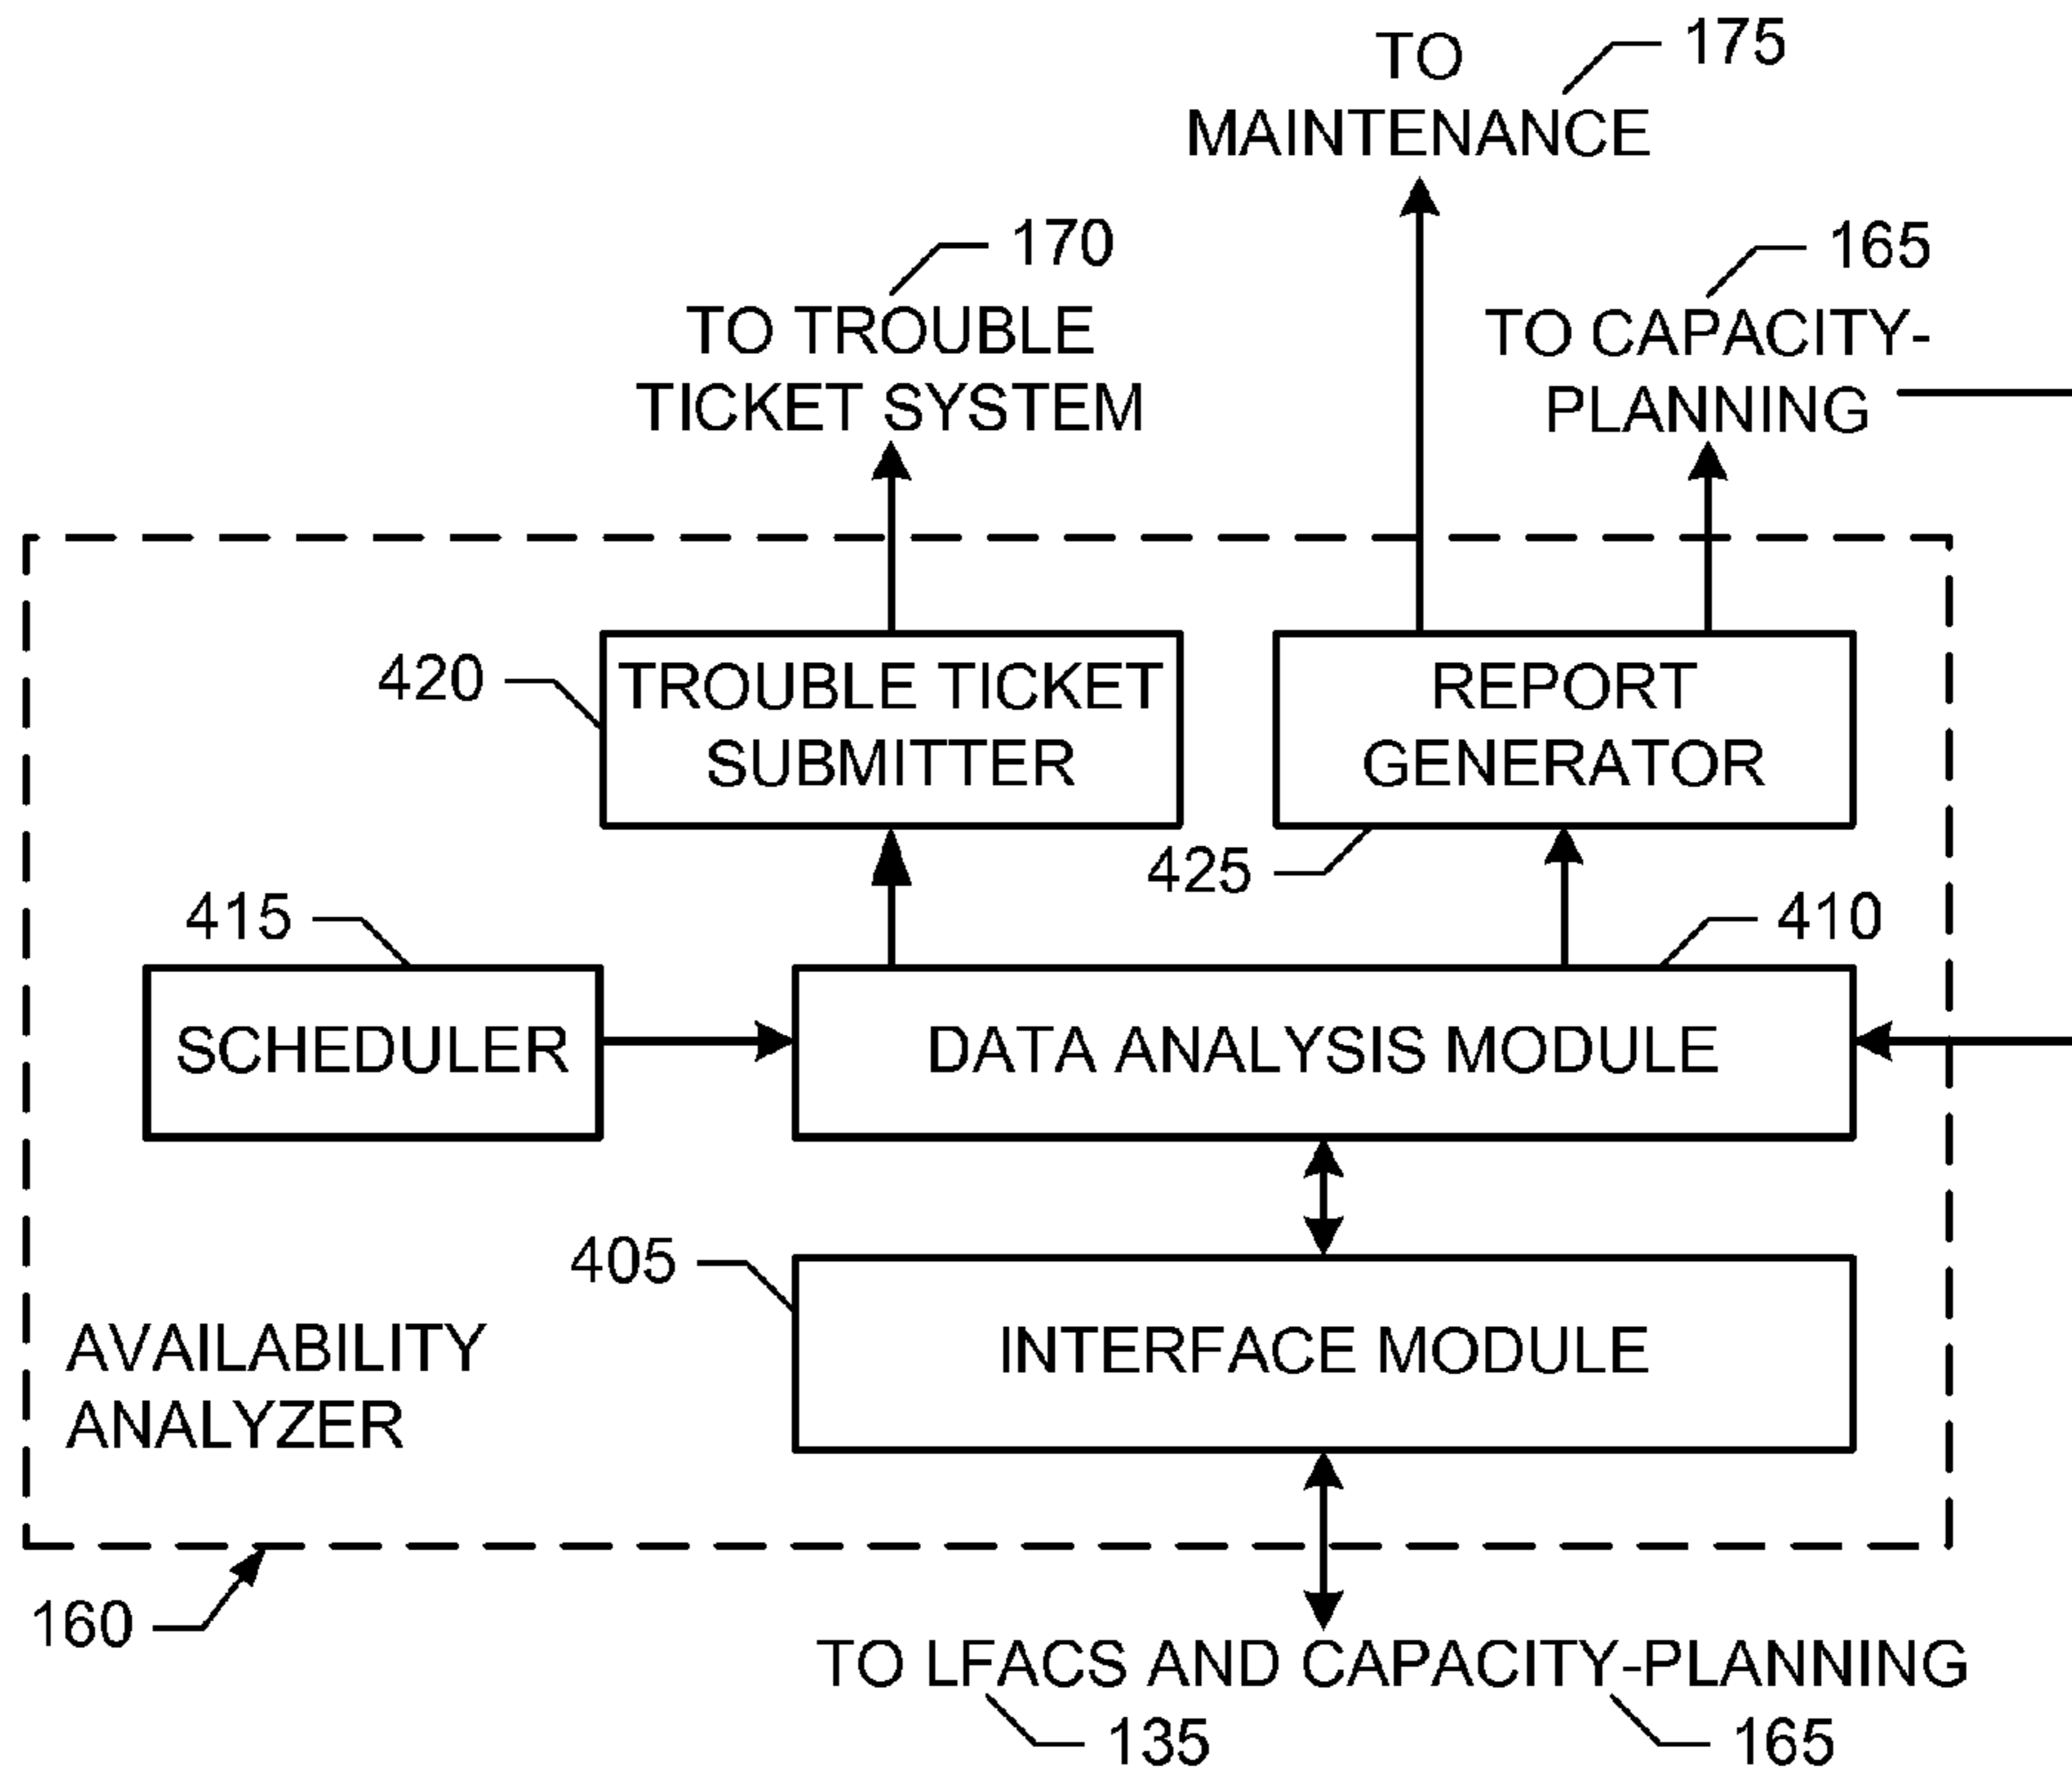 TO
MAINTENANCE
175
170
TO TROUBLE
TICKET SYSTEM
165
TO CAPACITY-
PLANNING
420
TROUBLE TICKET
SUBMITTER
REPORT
GENERATOR
425
415
410
SCHEDULER
DATA ANALYSIS MODULE
405
INTERFACE MODULE
AVAILABILITY
ANALYZER
160
TO LFACS AND CAPACITY-PLANNING
135
165